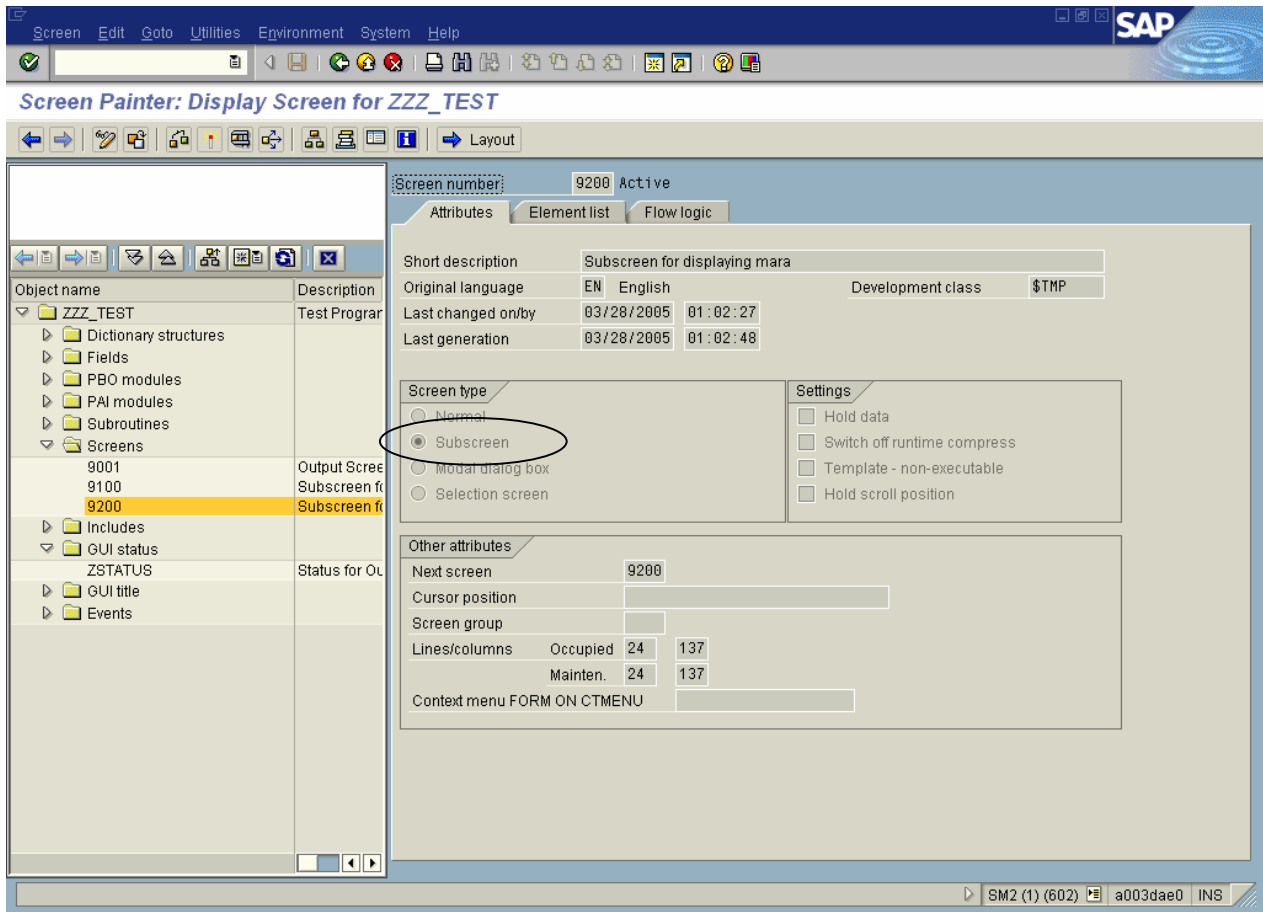 Screen Edit Goto Utilities Environment System Help
SAP
Screen Painter: Display Screen for ZZZ_TEST
Layout
Screen number 9200 Active
Attributes Element list Flow logic
Short description Subscreen for displaying mara
Original language EN English Development class $TMP
Last changed on/by 03/28/2005 01:02:27
Last generation 03/28/2005 01:02:48
Screen type
Normal
Subscreen
Modal dialog box
Selection screen
Settings
Hold data
Switch off runtime compress
Template - non-executable
Hold scroll position
Other attributes
Next screen 9200
Cursor position
Screen group
Lines/columns Occupied 24 137
Mainten. 24 137
Context menu FORM ON CTMENU
Object name Description
ZZZ_TEST Test Program
Dictionary structures
Fields
PBO modules
PAI modules
Subroutines
Screens
9001 Output Scree
9100 Subscreen fo
9200 Subscreen fo
Includes
GUI status
ZSTATUS Status for Ou
GUI title
Events
SM2 (1) (602) a003dae0 INS